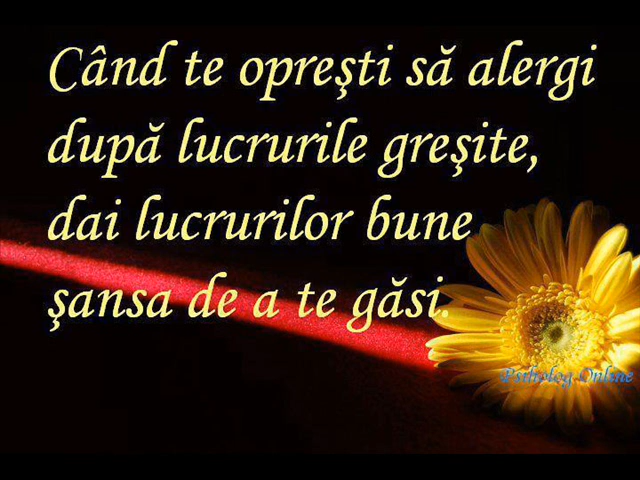 Când te opreşti să alergi
după lucrurile greşite,
dai lucrurilor bune
şansa de a te găsi.
Psiholog Online